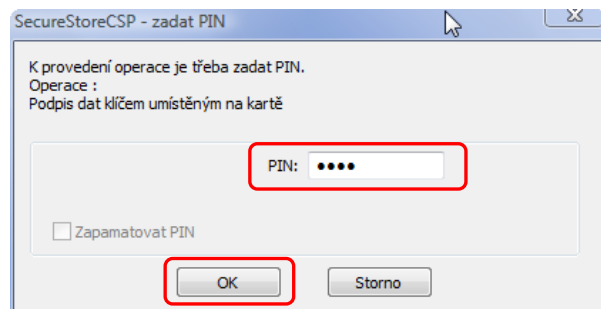 SecureStoreCSP - zadat PIN
K provedení operace je třeba zadat PIN.
Operace :
Podpis dat klíčem umístěným na kartě
PIN: ●●●●
Zapamatovat PIN
OK Storno